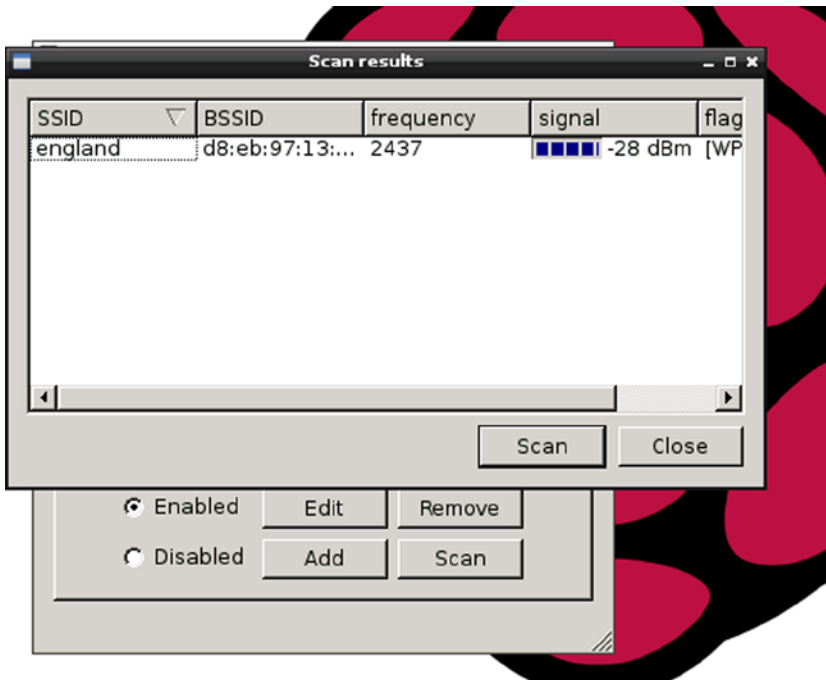 Scan results
SSID BSSID frequency signal flag
england d8:eb:97:13:... 2437 -28 dBm [WP
Scan Close
Enabled Edit Remove
Disabled Add Scan